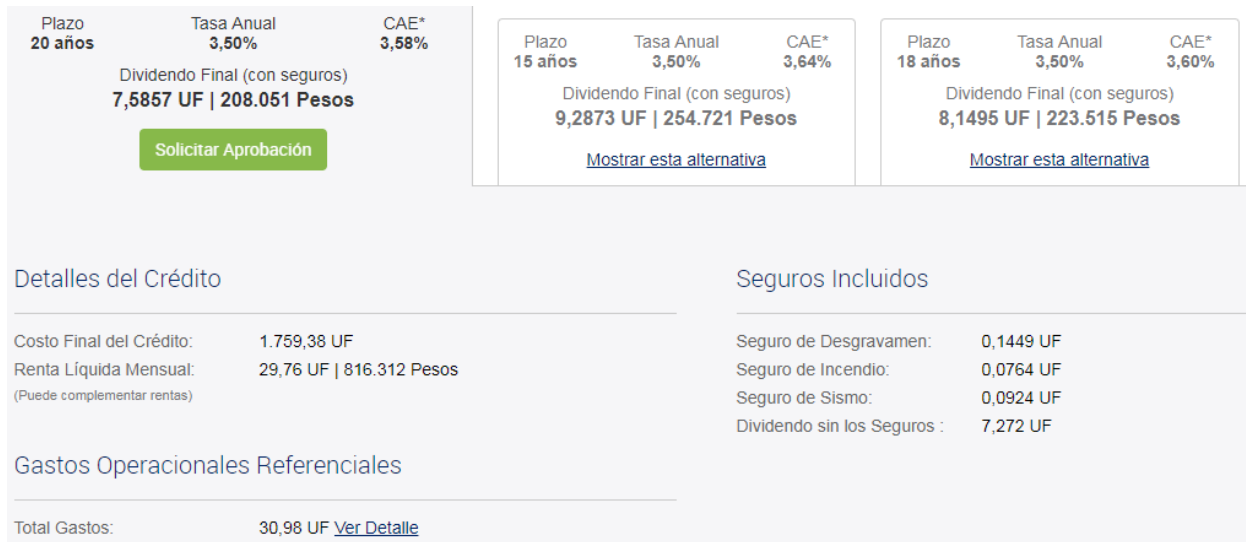 Plazo Tasa Anual CAE*
20 años 3,50% 3,58%
Dividendo Final (con seguros)
7,5857 UF | 208.051 Pesos
Solicitar Aprobación
Plazo Tasa Anual CAE*
15 años 3,50% 3,64%
Dividendo Final (con seguros)
9,2873 UF | 254.721 Pesos
Mostrar esta alternativa
Plazo Tasa Anual CAE*
18 años 3,50% 3,60%
Dividendo Final (con seguros)
8,1495 UF | 223.515 Pesos
Mostrar esta alternativa
Detalles del Crédito
Costo Final del Crédito: 1.759,38 UF
Renta Líquida Mensual: 29,76 UF | 816.312 Pesos
(Puede complementar rentas)
Gastos Operacionales Referenciales
Total Gastos: 30,98 UF Ver Detalle
Seguros Incluidos
Seguro de Desgravamen: 0,1449 UF
Seguro de Incendio: 0,0764 UF
Seguro de Sismo: 0,0924 UF
Dividendo sin los Seguros : 7,272 UF